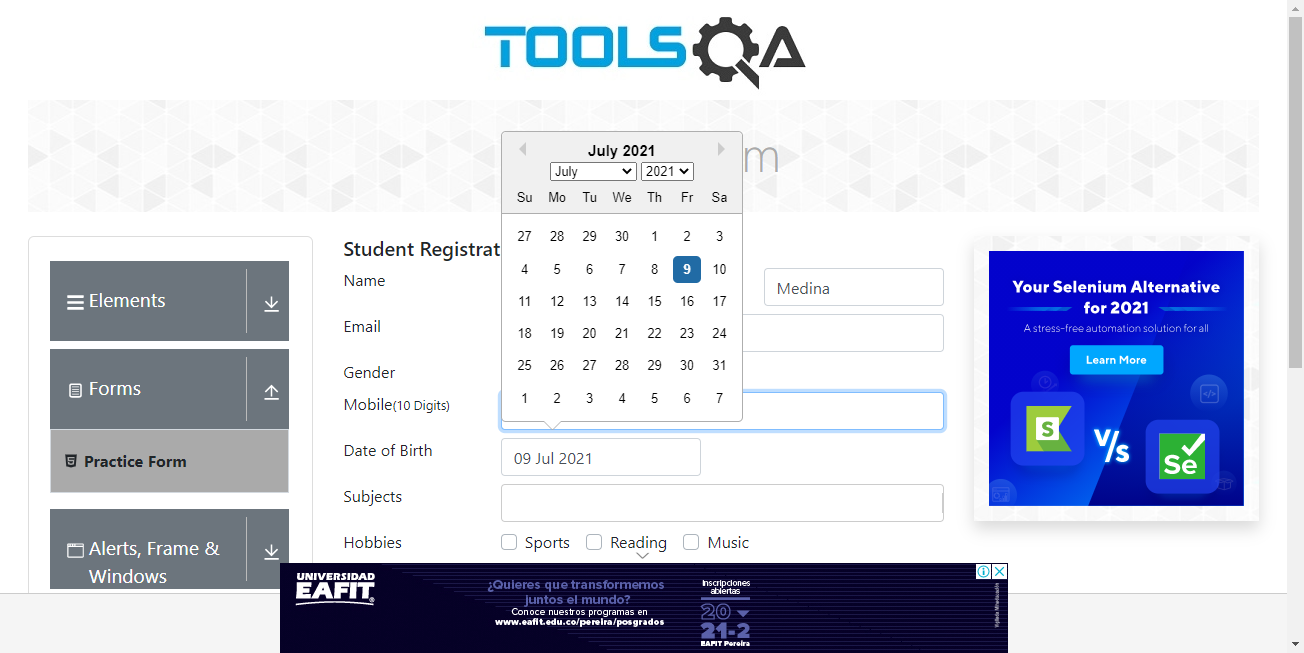 TOOLSQA
m
July 2021
July 2021
Su Mo Tu We Th Fr Sa
27 28 29 30 1 2 3
4 5 6 7 8 9 10
11 12 13 14 15 16 17
18 19 20 21 22 23 24
25 26 27 28 29 30 31
1 2 3 4 5 6 7
Elements
Forms
Practice Form
Alerts, Frame &
Windows
Student Registrat
Name
Medina
Email
Gender
Mobile(10 Digits)
Date of Birth
09 Jul 2021
Subjects
Hobbies
Sports Reading Music
Your Selenium Alternative
for 2021
A stress-free automation solution for all
Learn More
S
V/s
Se
UNIVERSIDAD
EAFIT
¿Quieres que transformemos
juntos el mundo?
Conoce nuestros programas en
www.eafit.edu.co/pereira/posgrados
Inscripciones
abiertas
20
21-2
EAFIT Pereira